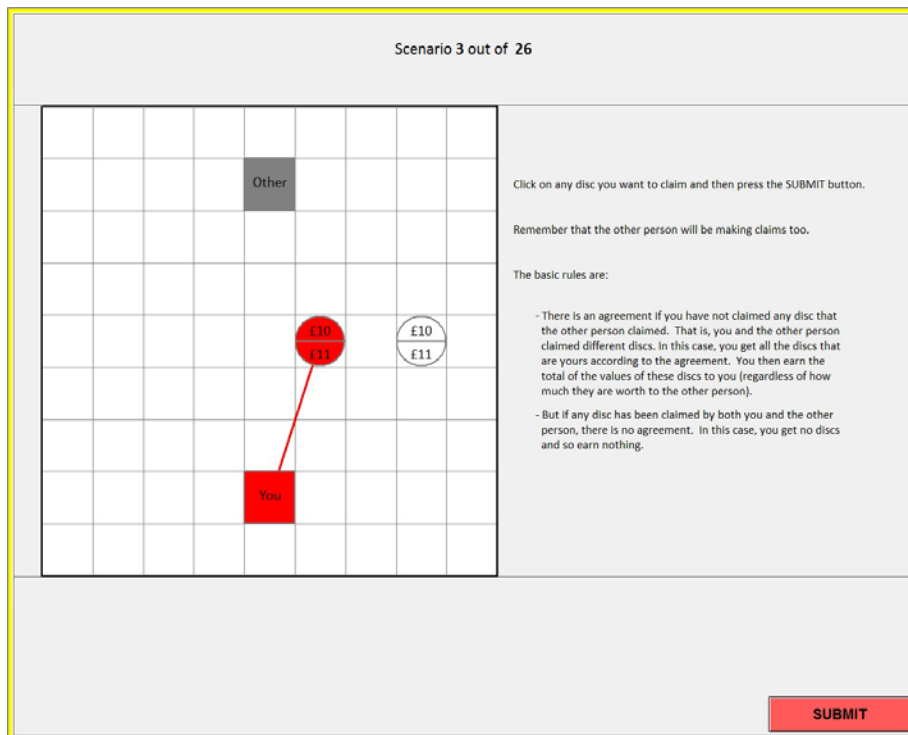 Scenario 3 out of 26
Other
Click on any disc you want to claim and then press the SUBMIT button.
Remember that the other person will be making claims too.
The basic rules are:
- There is an agreement if you have not claimed any disc that
the other person claimed. That is, you and the other person
claimed different discs. In this case, you get all the discs that
are yours according to the agreement. You then earn the
total of the values of these discs to you (regardless of how
much they are worth to the other person).
- But if any disc has been claimed by both you and the other
person, there is no agreement. In this case, you get no discs
and so earn nothing.
£10
£11
£10
£11
You
SUBMIT